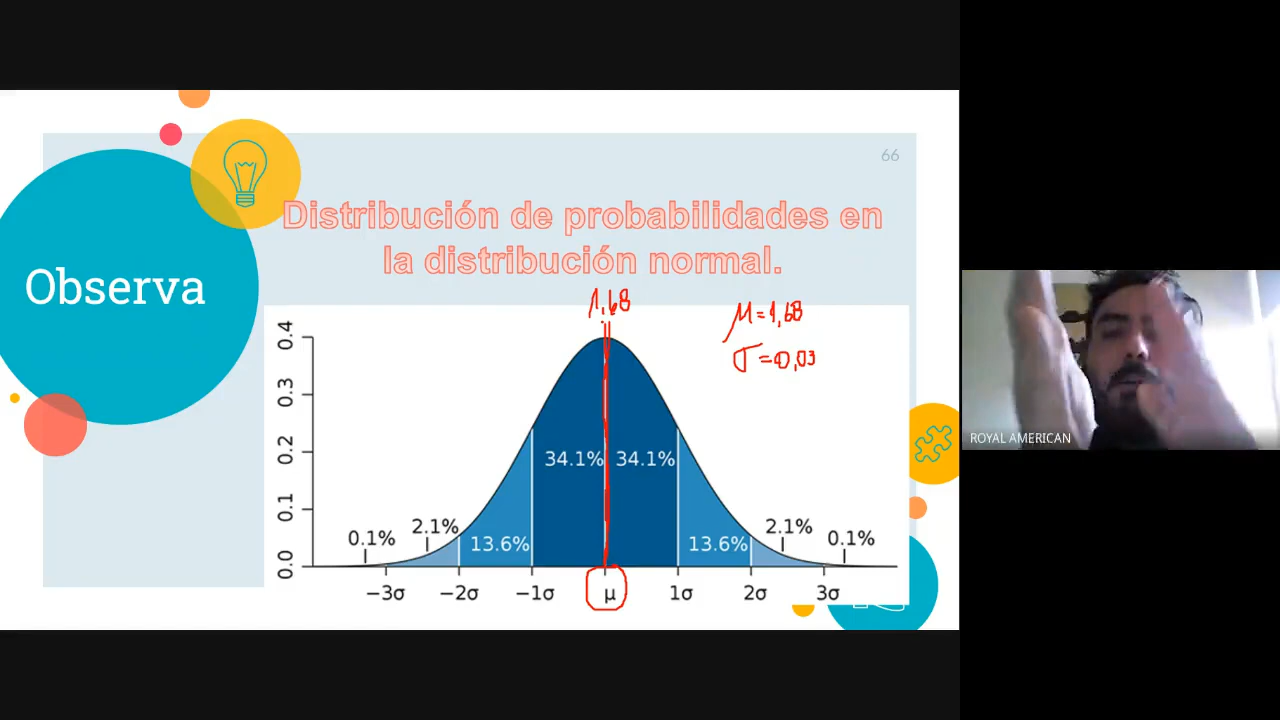 66
Distribución de probabilidades en
la distribución normal.
Observa
1,68
μ=1,68
σ=0,03
0.4
0.3
0.2
0.1
0.0
34.1% 34.1%
0.1% 2.1% 13.6% 13.6% 2.1% 0.1%
−3σ −2σ −1σ μ 1σ 2σ 3σ
ROYAL AMERICAN